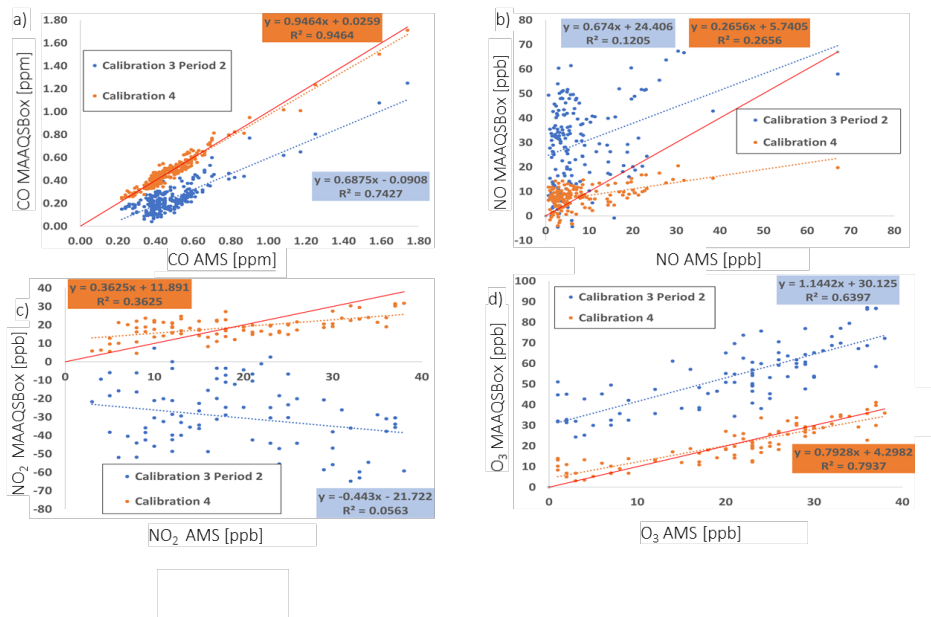 a)
y = 0.9464x + 0.0259
R² = 0.9464
CO MAAQSBox [ppm]
1.80
1.60
1.40
1.20
1.00
0.80
0.60
0.40
0.20
0.00
Calibration 3 Period 2
Calibration 4
y = 0.6875x - 0.0908
R² = 0.7427
0.00 0.20 0.40 0.60 0.80 1.00 1.20 1.40 1.60 1.80
CO AMS [ppm]
b)
y = 0.674x + 24.406
R² = 0.1205
y = 0.2656x + 5.7405
R² = 0.2656
NO MAAQSBox [ppb]
80
70
60
50
40
30
20
10
0
-10
Calibration 3 Period 2
Calibration 4
0 10 20 30 40 50 60 70 80
NO AMS [ppb]
c)
y = 0.3625x + 11.891
R² = 0.3625
NO₂ MAAQSBox [ppb]
40
30
20
10
0
-10
-20
-30
-40
-50
-60
-70
-80
0 10 20 30 40
Calibration 3 Period 2
Calibration 4
y = -0.443x - 21.722
R² = 0.0563
NO₂ AMS [ppb]
d)
y = 1.1442x + 30.125
R² = 0.6397
O₃ MAAQSBox [ppb]
100
90
80
70
60
50
40
30
20
10
0
Calibration 3 Period 2
Calibration 4
y = 0.7928x + 4.2982
R² = 0.7937
0 10 20 30 40
O₃ AMS [ppb]